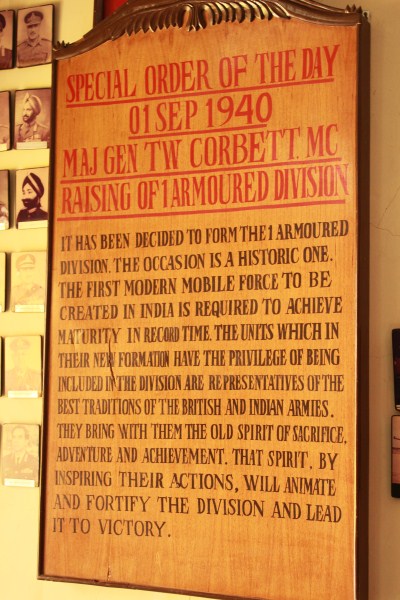 SPECIAL ORDER OF THE DAY
01 SEP 1940
MAJ GEN TW CORBETT. MC
RAISING OF 1 ARMOURED DIVISION
IT HAS BEEN DECIDED TO FORM THE 1 ARMOURED
DIVISION. THE OCCASION IS A HISTORIC ONE.
THE FIRST MODERN MOBILE FORCE TO BE
CREATED IN INDIA IS REQUIRED TO ACHIEVE
MATURITY IN RECORD TIME. THE UNITS WHICH IN
THEIR NEW FORMATION HAVE THE PRIVILEGE OF BEING
INCLUDED IN THE DIVISION ARE REPRESENTATIVES OF THE
BEST TRADITIONS OF THE BRITISH AND INDIAN ARMIES.
THEY BRING WITH THEM THE OLD SPIRIT OF SACRIFICE,
ADVENTURE AND ACHIEVEMENT. THAT SPIRIT, BY
INSPIRING THEIR ACTIONS, WILL ANIMATE
AND FORTIFY THE DIVISION AND LEAD
IT TO VICTORY.